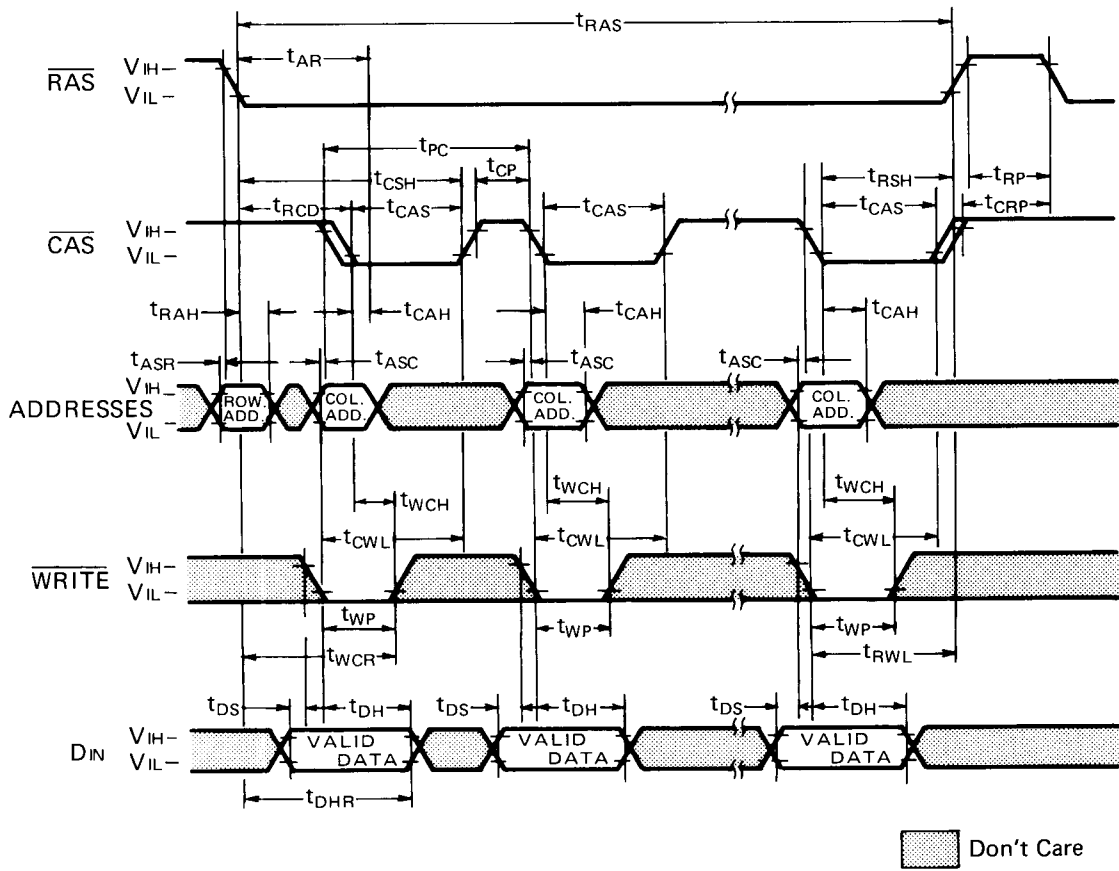 tRAS
tAR
RAS VIH–
VIL–
tPC
tCP
tCSH tRSH tRP
tRCD tCAS tCAS tCAS tCRP
CAS VIH–
VIL–
tRAH tCAH tCAH tCAH
tASR tASC tASC tASC
ADDRESSES VIH–
VIL–
ROW. ADD.
COL. ADD.
COL. ADD.
COL. ADD.
tWCH tWCH tWCH
tCWL tCWL tCWL
WRITE VIH–
VIL–
tWP tWP tWP
tWCR tRWL
tDS tDH tDS tDH tDS tDH
DIN VIH–
VIL–
VALID DATA
VALID DATA
VALID DATA
tDHR
Don't Care